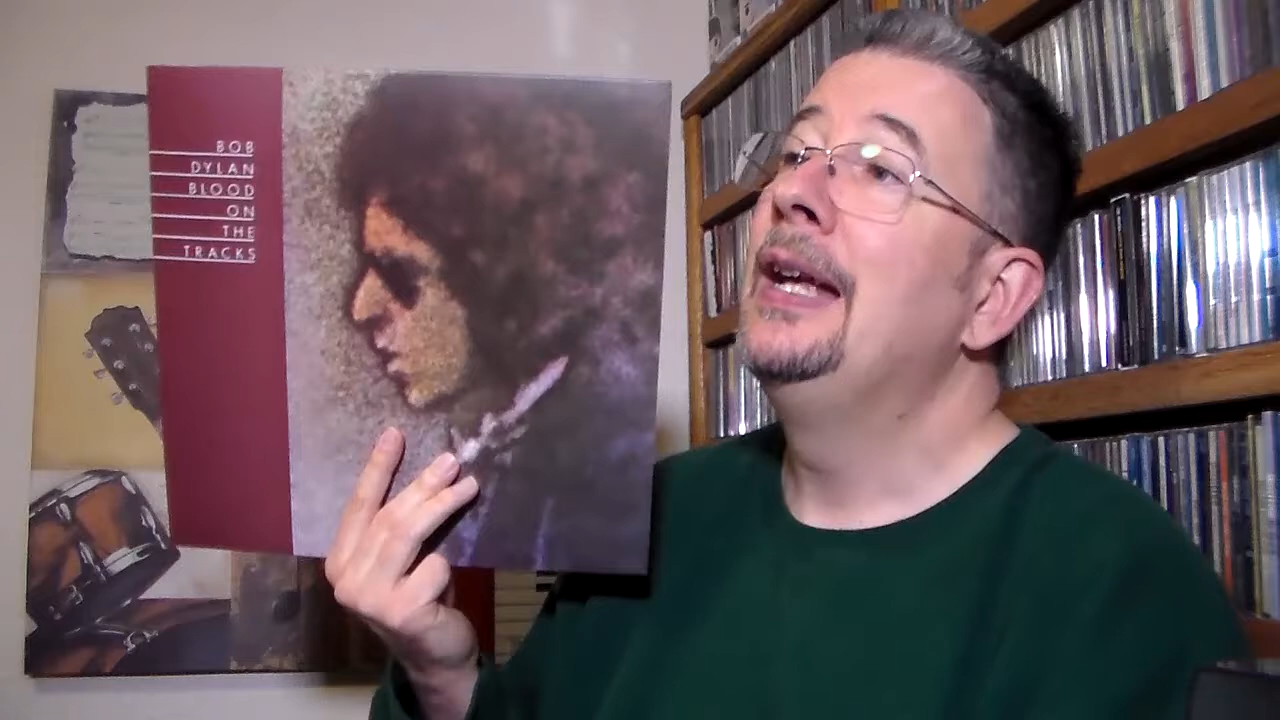 BOB
DYLAN
BLOOD
ON
THE
TRACKS